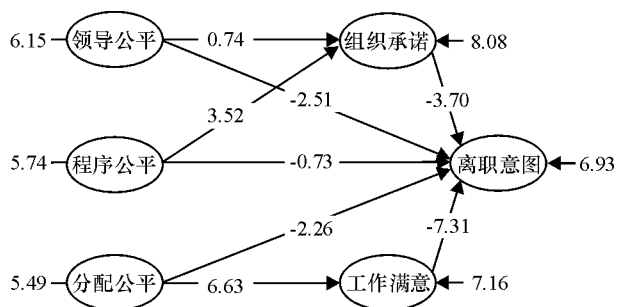 6.15 领导公平 0.74 组织承诺 8.08
-2.51
3.52
-3.70
5.74 程序公平 -0.73 离职意图 6.93
-2.26
-7.31
5.49 分配公平 6.63 工作满意 7.16